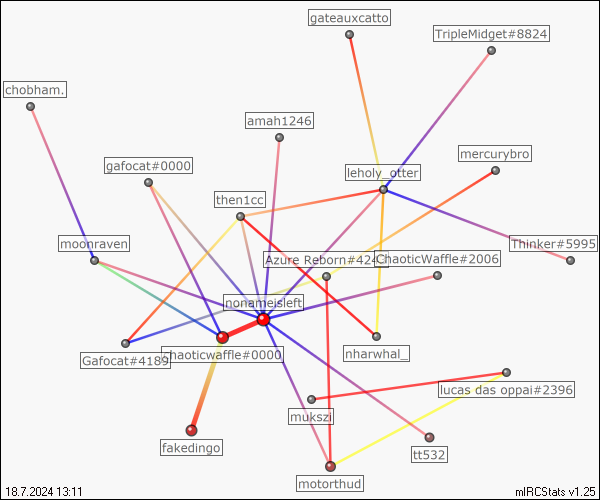 gateauxcatto
TripleMidget#8824
chobham.
amah1246
mercurybro
gafocat#0000
leholy_otter
then1cc
moonraven
Thinker#5995
Azure Reborn#424
ChaoticWaffle#2006
nonameisleft
Gafocat#4189
chaoticwaffle#0000
nharwhal_
lucas das oppai#2396
mukszi
fakedingo
tt532
motorthud
18.7.2024 13:11
mIRCStats v1.25